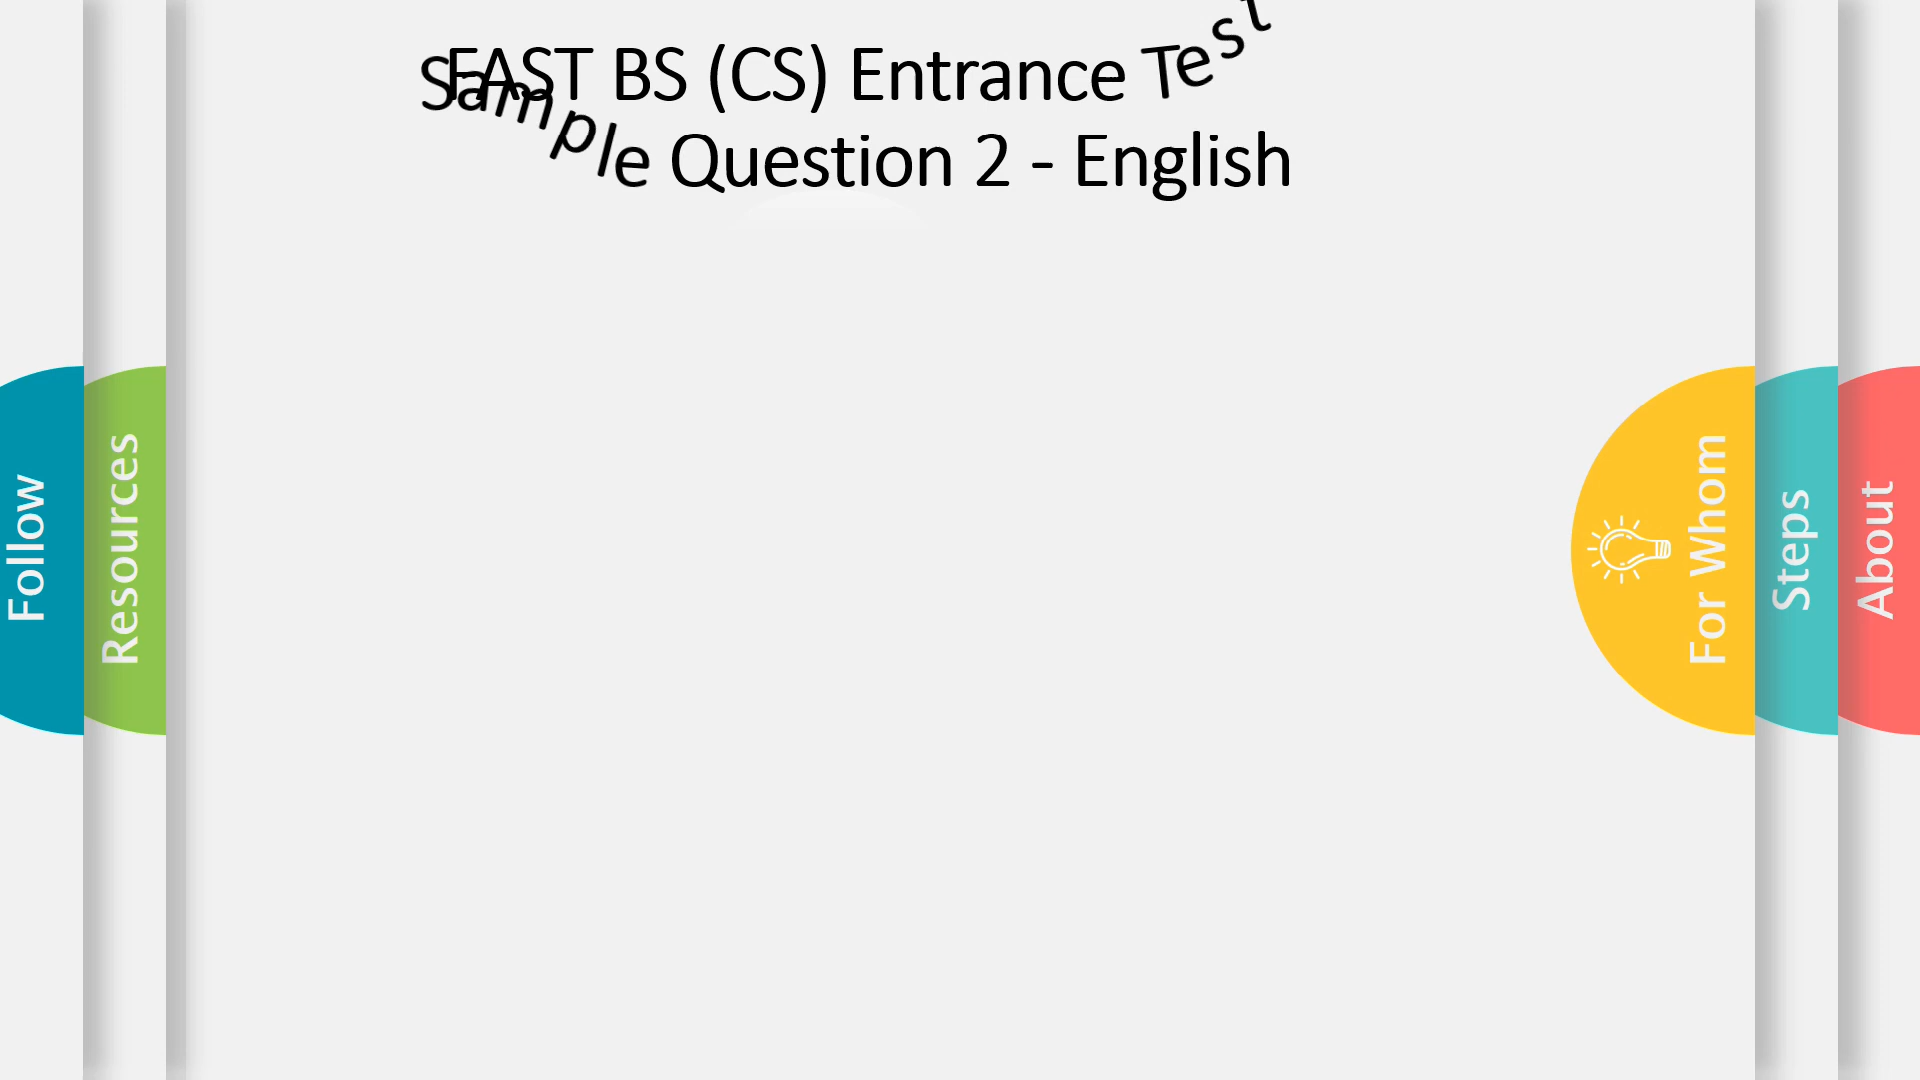 FAST BS (CS) Entrance Test
Sample Question 2 - English
Follow
Resources
For Whom
Steps
About